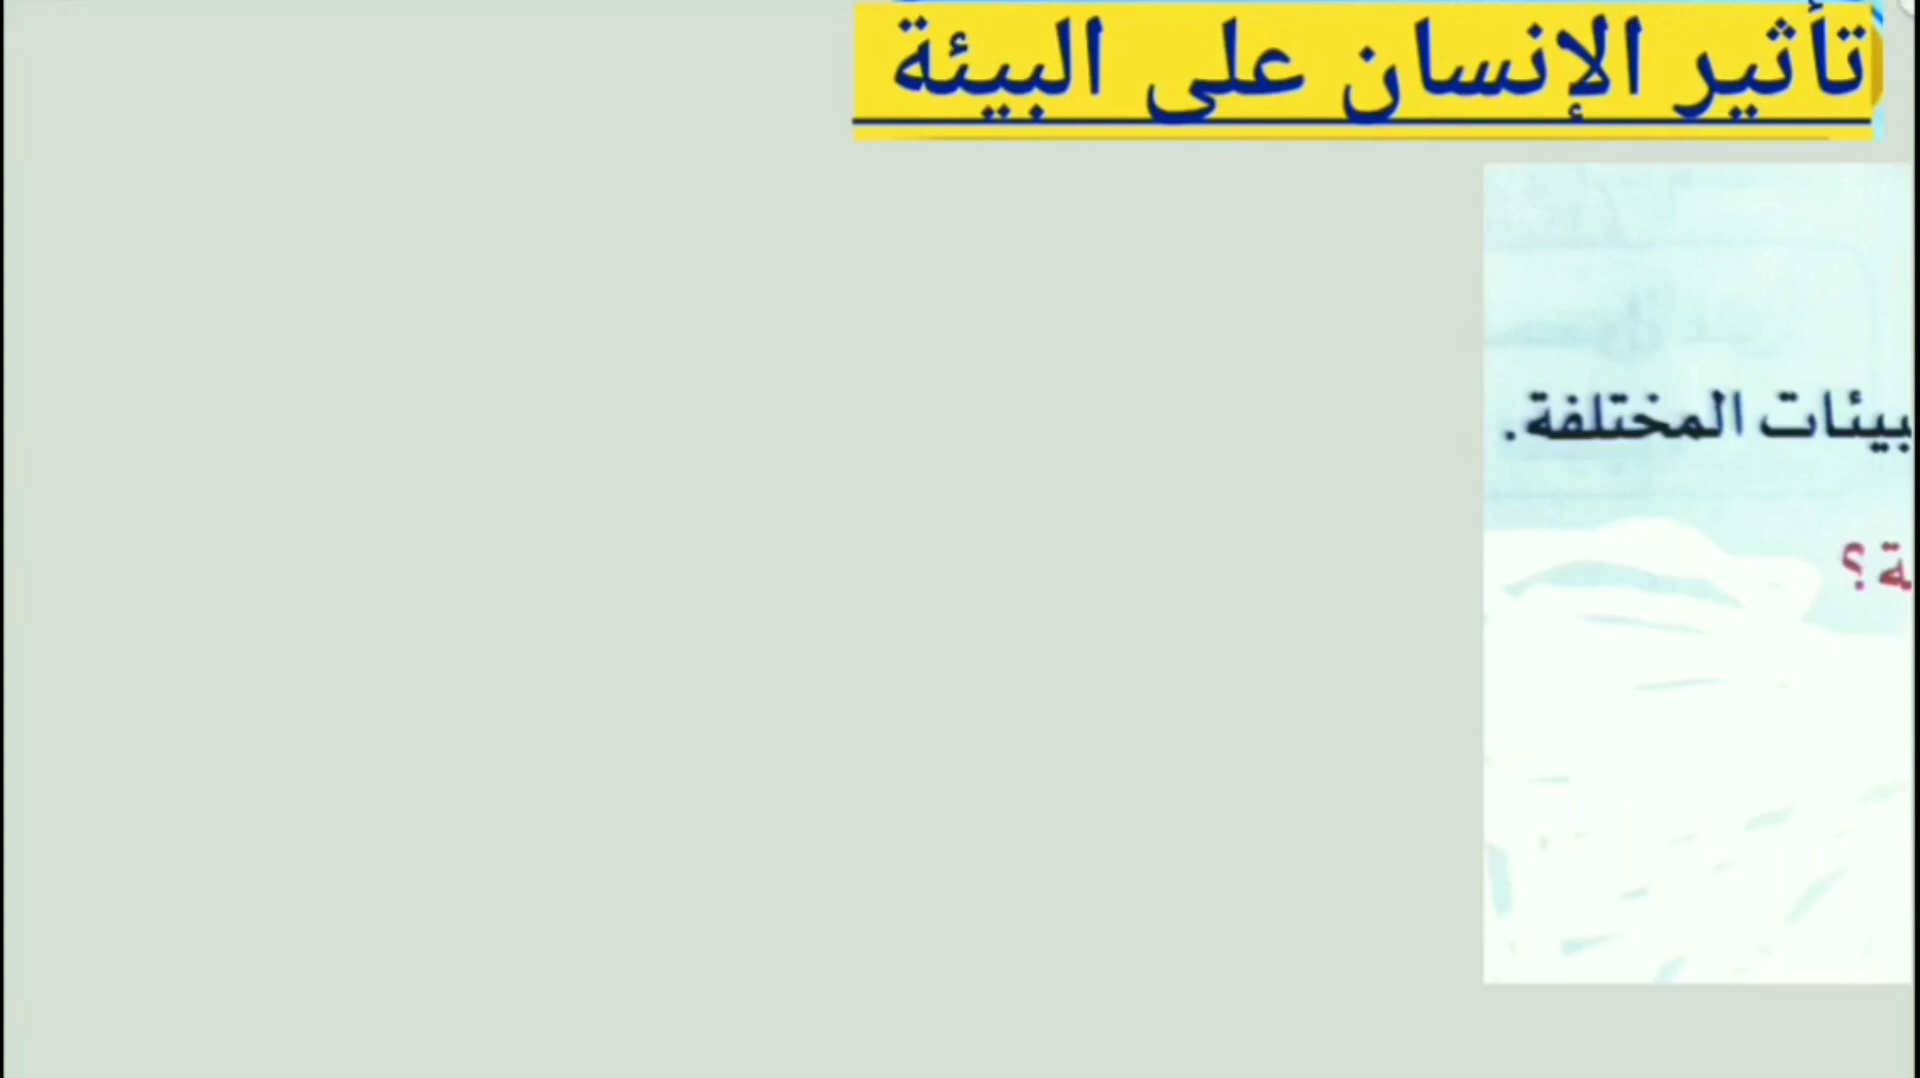 تأثير الإنسان على البيئة
بيئات المختلفة.
ة؟